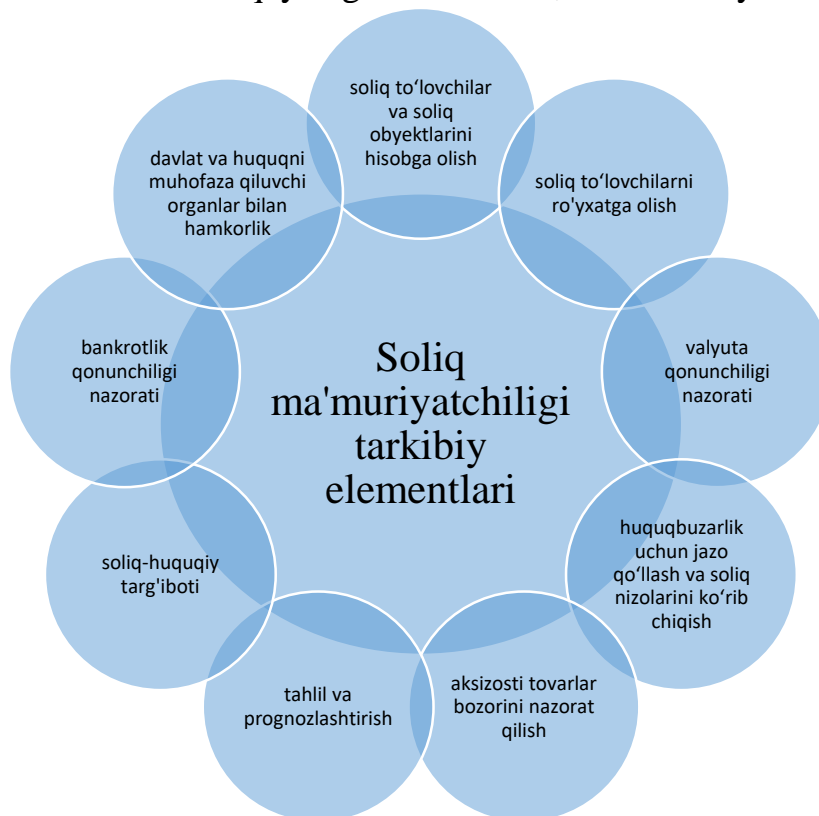 soliq to‘lovchilar
va soliq
obyektlarini
hisobga olish
soliq to‘lovchilarni
ro'yxatga olish
valyuta
qonunchiligi
nazorati
huquqbuzarlik
uchun jazo
qo‘llash va soliq
nizolarini ko‘rib
chiqish
aksizosti tovarlar
bozorini nazorat
qilish
tahlil va
prognozlashtirish
soliq-huquqiy
targ'iboti
bankrotlik
qonunchiligi
nazorati
davlat va huquqni
muhofaza qiluvchi
organlar bilan
hamkorlik
Soliq
ma'muriyatchiligi
tarkibiy
elementlari